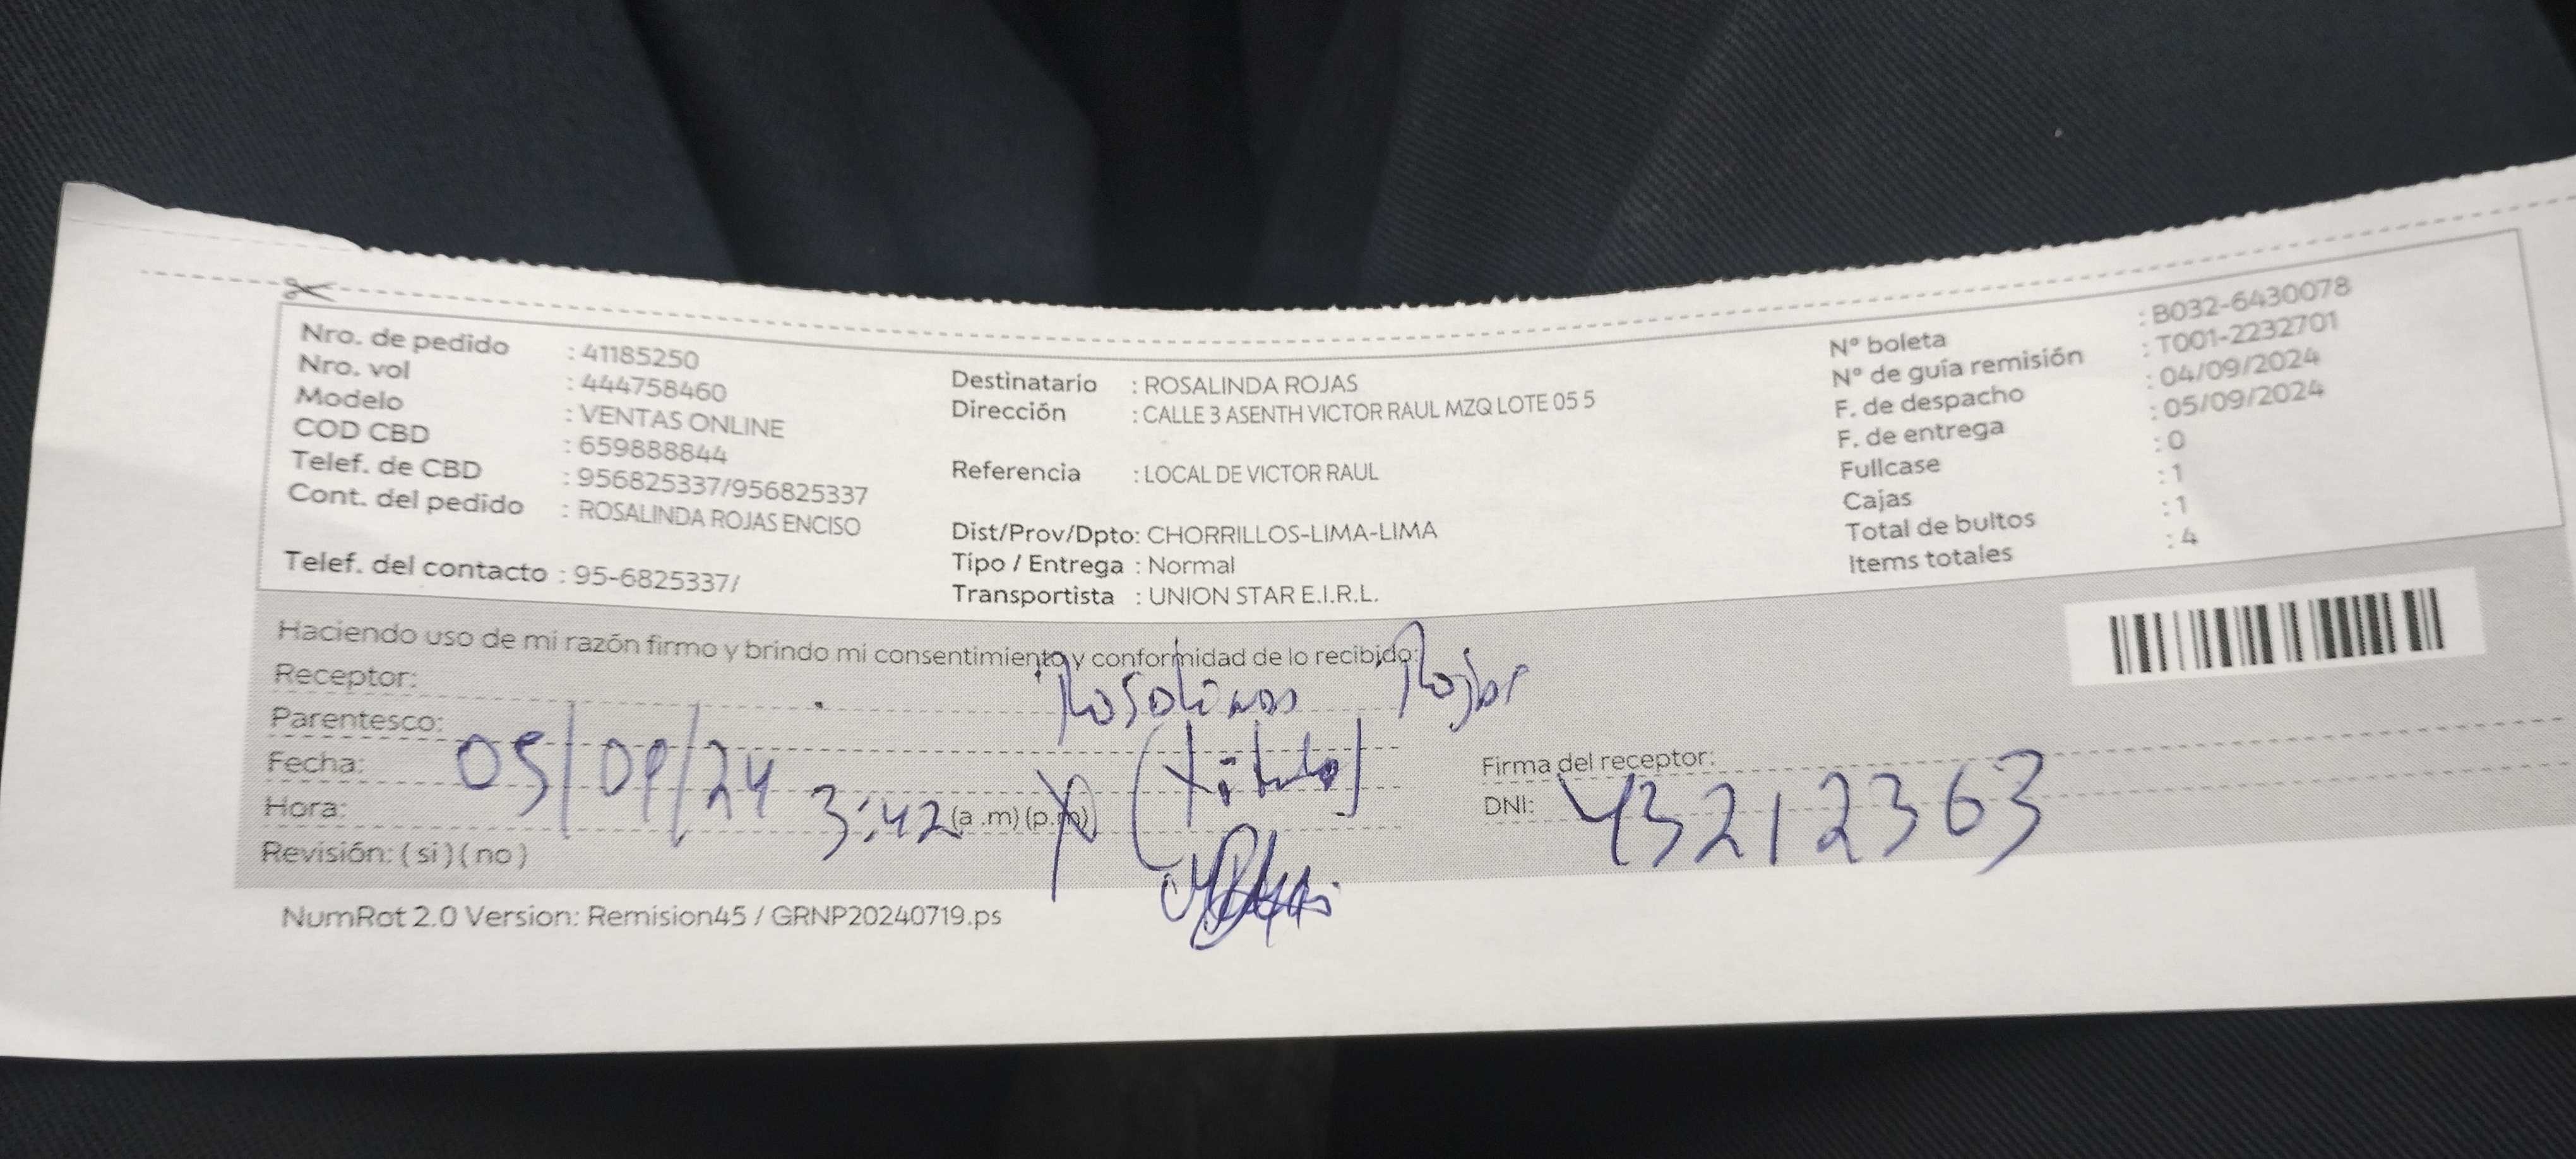 Nro. de pedido : 41185250
Nro. vol : 444758460
Modelo : VENTAS ONLINE
COD CBD : 659888844
Telef. de CBD : 956825337/956825337
Cont. del pedido : ROSALINDA ROJAS ENCISO
Telef. del contacto : 95-6825337/
Destinatario : ROSALINDA ROJAS
Dirección : CALLE 3 ASENTH VICTOR RAUL MZQ LOTE 05 5
Referencia : LOCAL DE VICTOR RAUL
Dist/Prov/Dpto: CHORRILLOS-LIMA-LIMA
Tipo / Entrega : Normal
Transportista : UNION STAR E.I.R.L.
Nº boleta : B032-6430078
Nº de guía remisión : T001-2232701
F. de despacho : 04/09/2024
F. de entrega : 05/09/2024
Fullcase : 0
Cajas : 1
Total de bultos : 1
Items totales : 4
Haciendo uso de mi razón firmo y brindo mi consentimiento y conformidad de lo recibido:
Receptor: Rojas
Parentesco: (titular)
Fecha: 05/09/24
Hora: 3:42 (a .m) (p.m)
Revisión: ( si ) ( no )
Firma del receptor:
DNI: 43212363
NumRot 2.0 Version: Remision45 / GRNP20240719.ps